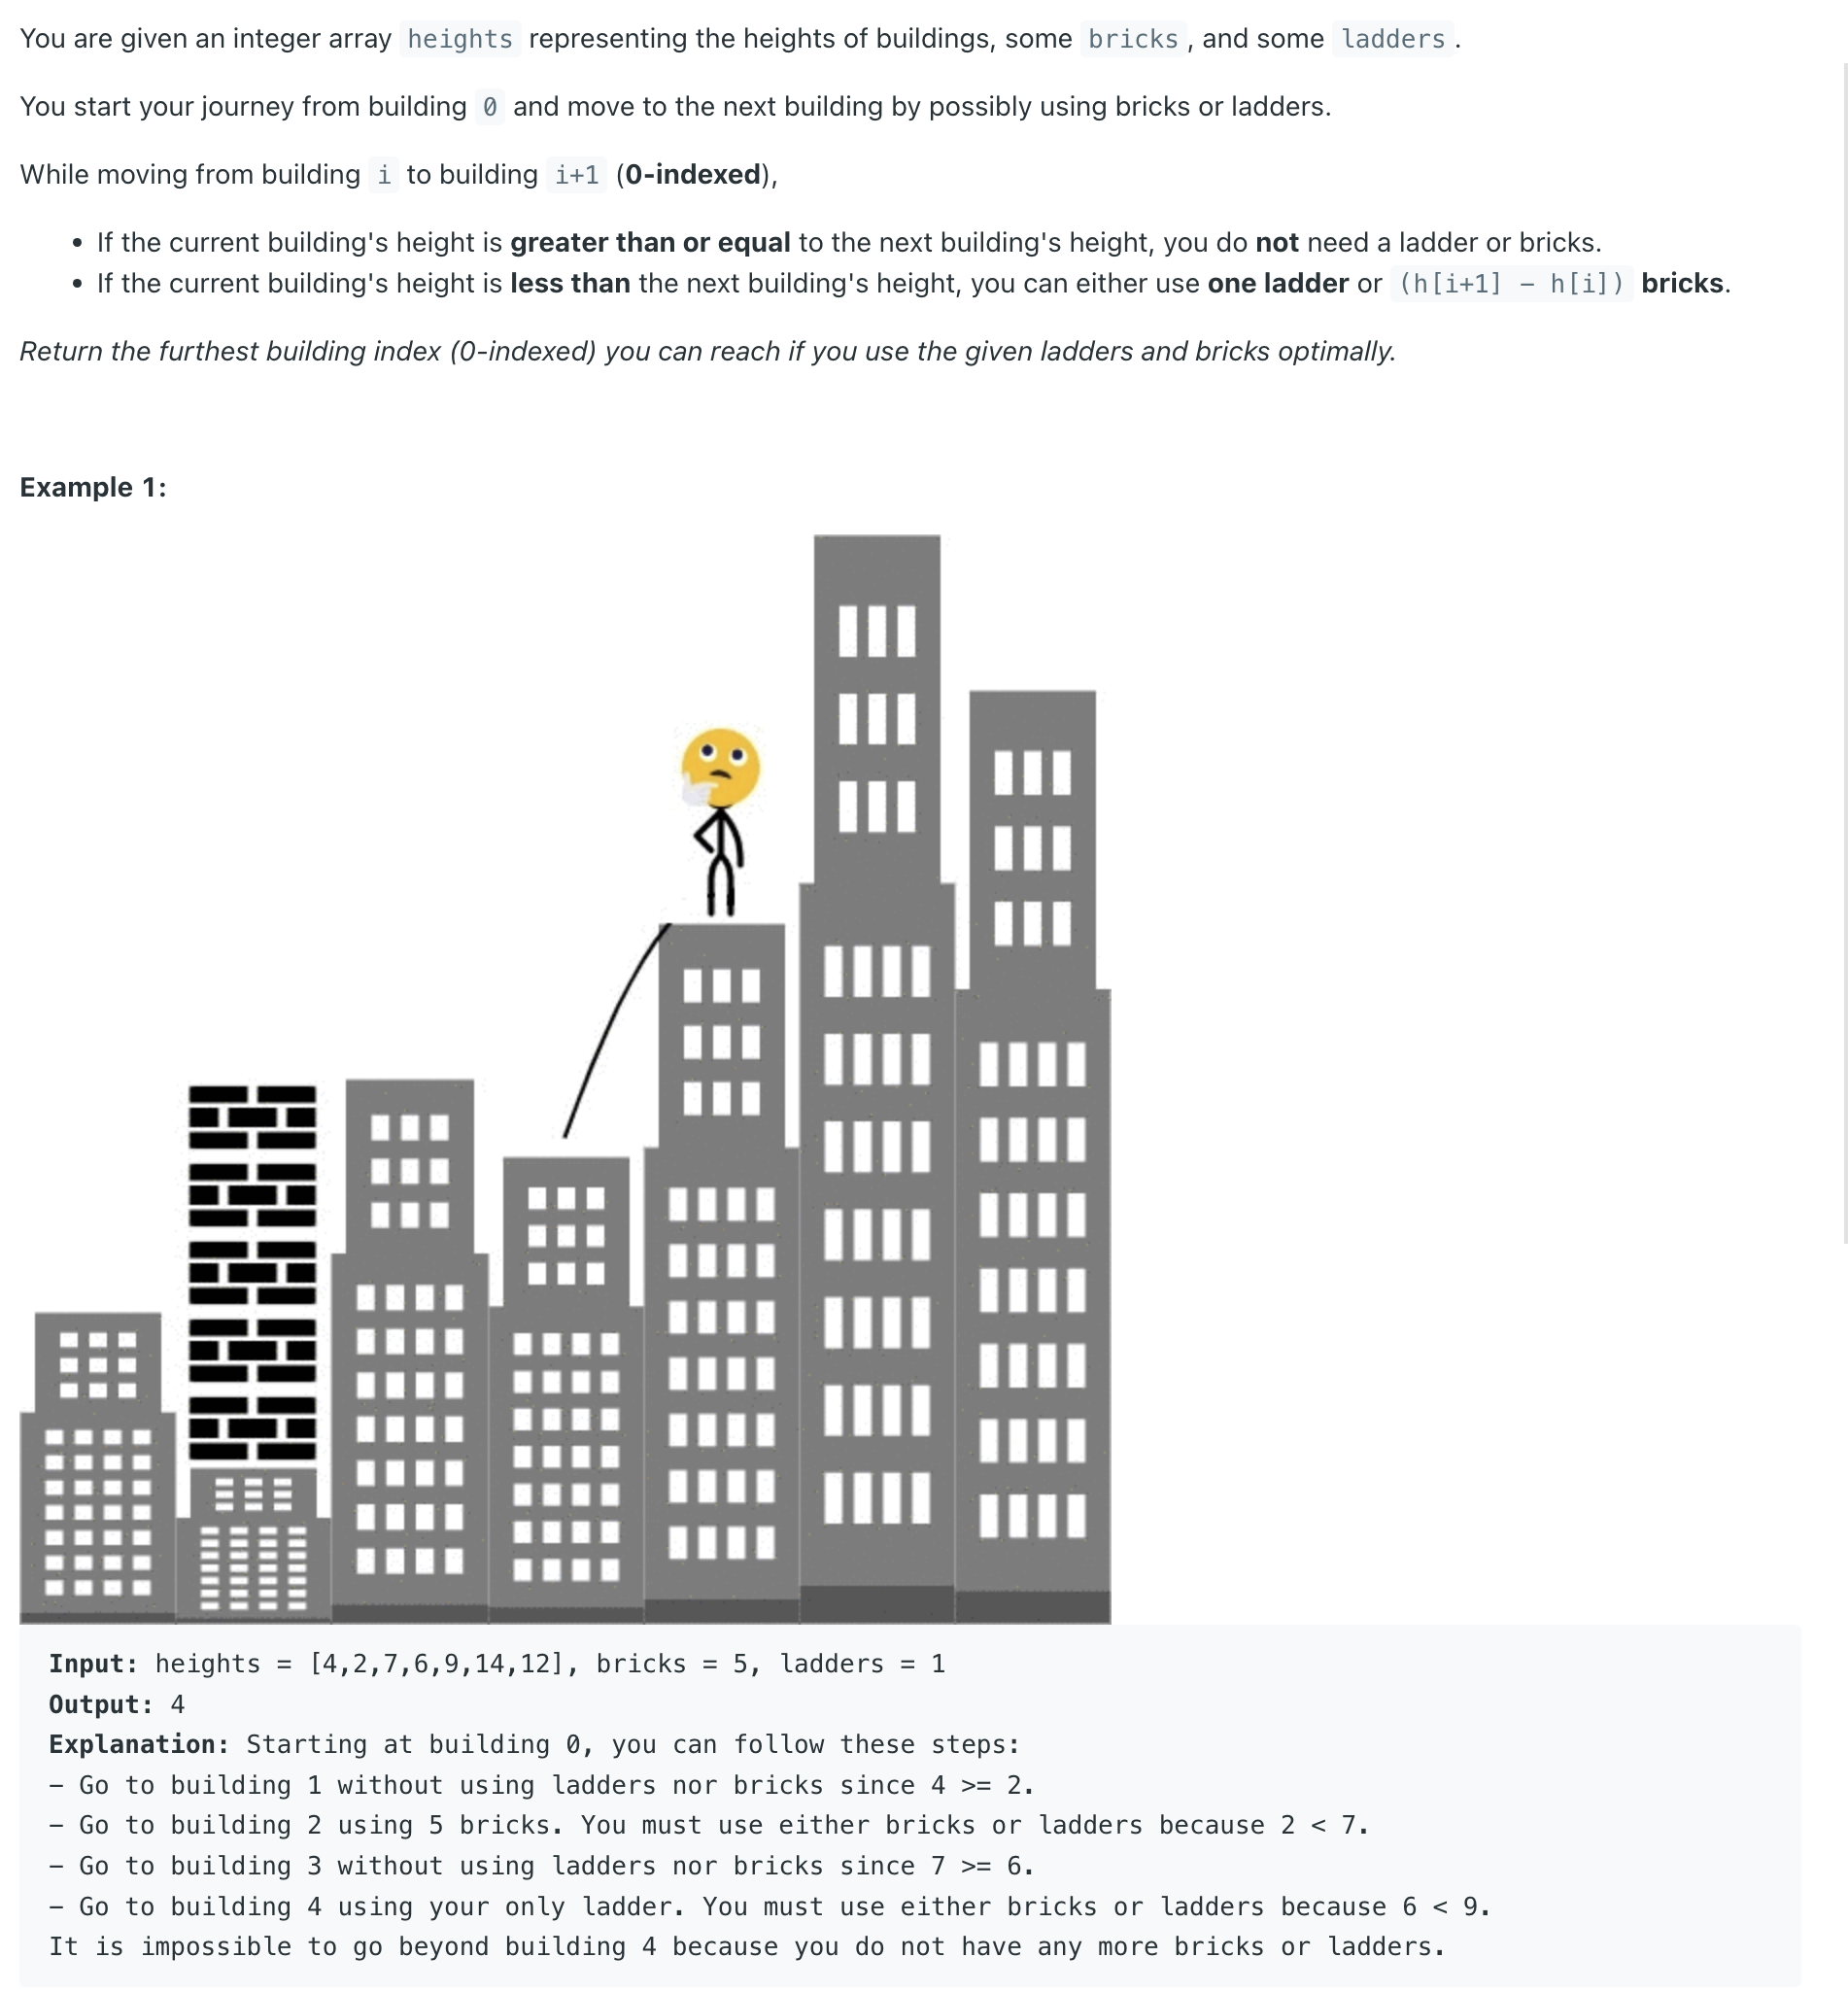 You are given an integer array heights representing the heights of buildings, some bricks, and some ladders.
You start your journey from building 0 and move to the next building by possibly using bricks or ladders.
While moving from building i to building i+1 (0-indexed),
• If the current building's height is greater than or equal to the next building's height, you do not need a ladder or bricks.
• If the current building's height is less than the next building's height, you can either use one ladder or (h[i+1] − h[i]) bricks.
Return the furthest building index (0-indexed) you can reach if you use the given ladders and bricks optimally.
Example 1:
Input: heights = [4,2,7,6,9,14,12], bricks = 5, ladders = 1
Output: 4
Explanation: Starting at building 0, you can follow these steps:
− Go to building 1 without using ladders nor bricks since 4 >= 2.
− Go to building 2 using 5 bricks. You must use either bricks or ladders because 2 < 7.
− Go to building 3 without using ladders nor bricks since 7 >= 6.
− Go to building 4 using your only ladder. You must use either bricks or ladders because 6 < 9.
It is impossible to go beyond building 4 because you do not have any more bricks or ladders.